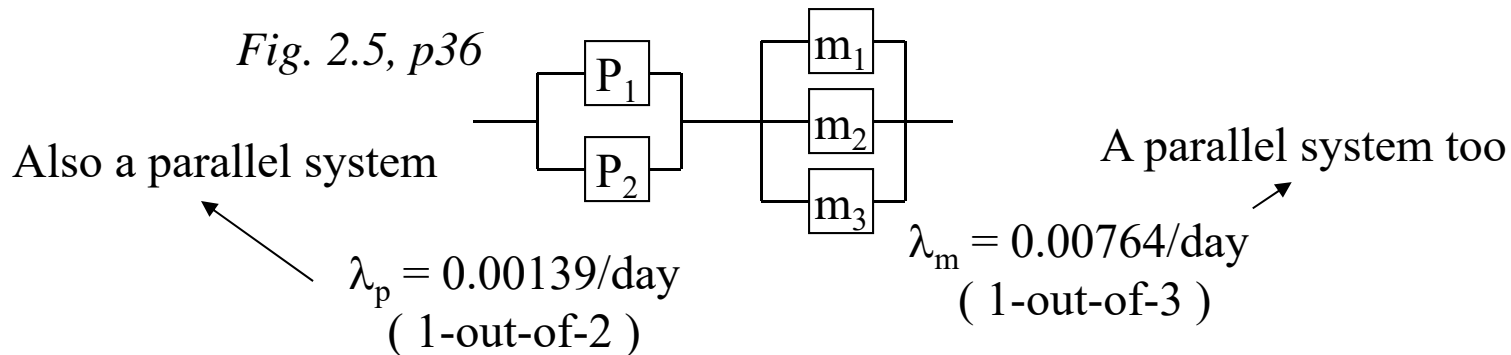 Fig. 2.5, p36
P₁
P₂
m₁
m₂
m₃
Also a parallel system
A parallel system too
λₚ = 0.00139/day
( 1-out-of-2 )
λₘ = 0.00764/day
( 1-out-of-3 )